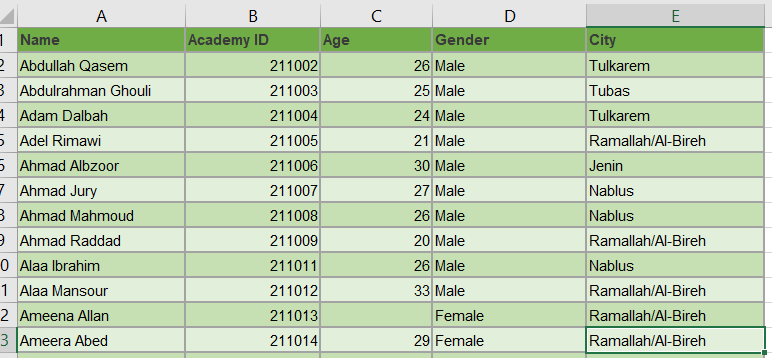 A B C D E
1 Name Academy ID Age Gender City
2 Abdullah Qasem 211002 26 Male Tulkarem
3 Abdulrahman Ghouli 211003 25 Male Tubas
4 Adam Dalbah 211004 24 Male Tulkarem
5 Adel Rimawi 211005 21 Male Ramallah/Al-Bireh
6 Ahmad Albzoor 211006 30 Male Jenin
7 Ahmad Jury 211007 27 Male Nablus
8 Ahmad Mahmoud 211008 26 Male Nablus
9 Ahmad Raddad 211009 20 Male Ramallah/Al-Bireh
0 Alaa Ibrahim 211011 26 Male Nablus
1 Alaa Mansour 211012 33 Male Ramallah/Al-Bireh
2 Ameena Allan 211013 Female Ramallah/Al-Bireh
3 Ameera Abed 211014 29 Female Ramallah/Al-Bireh